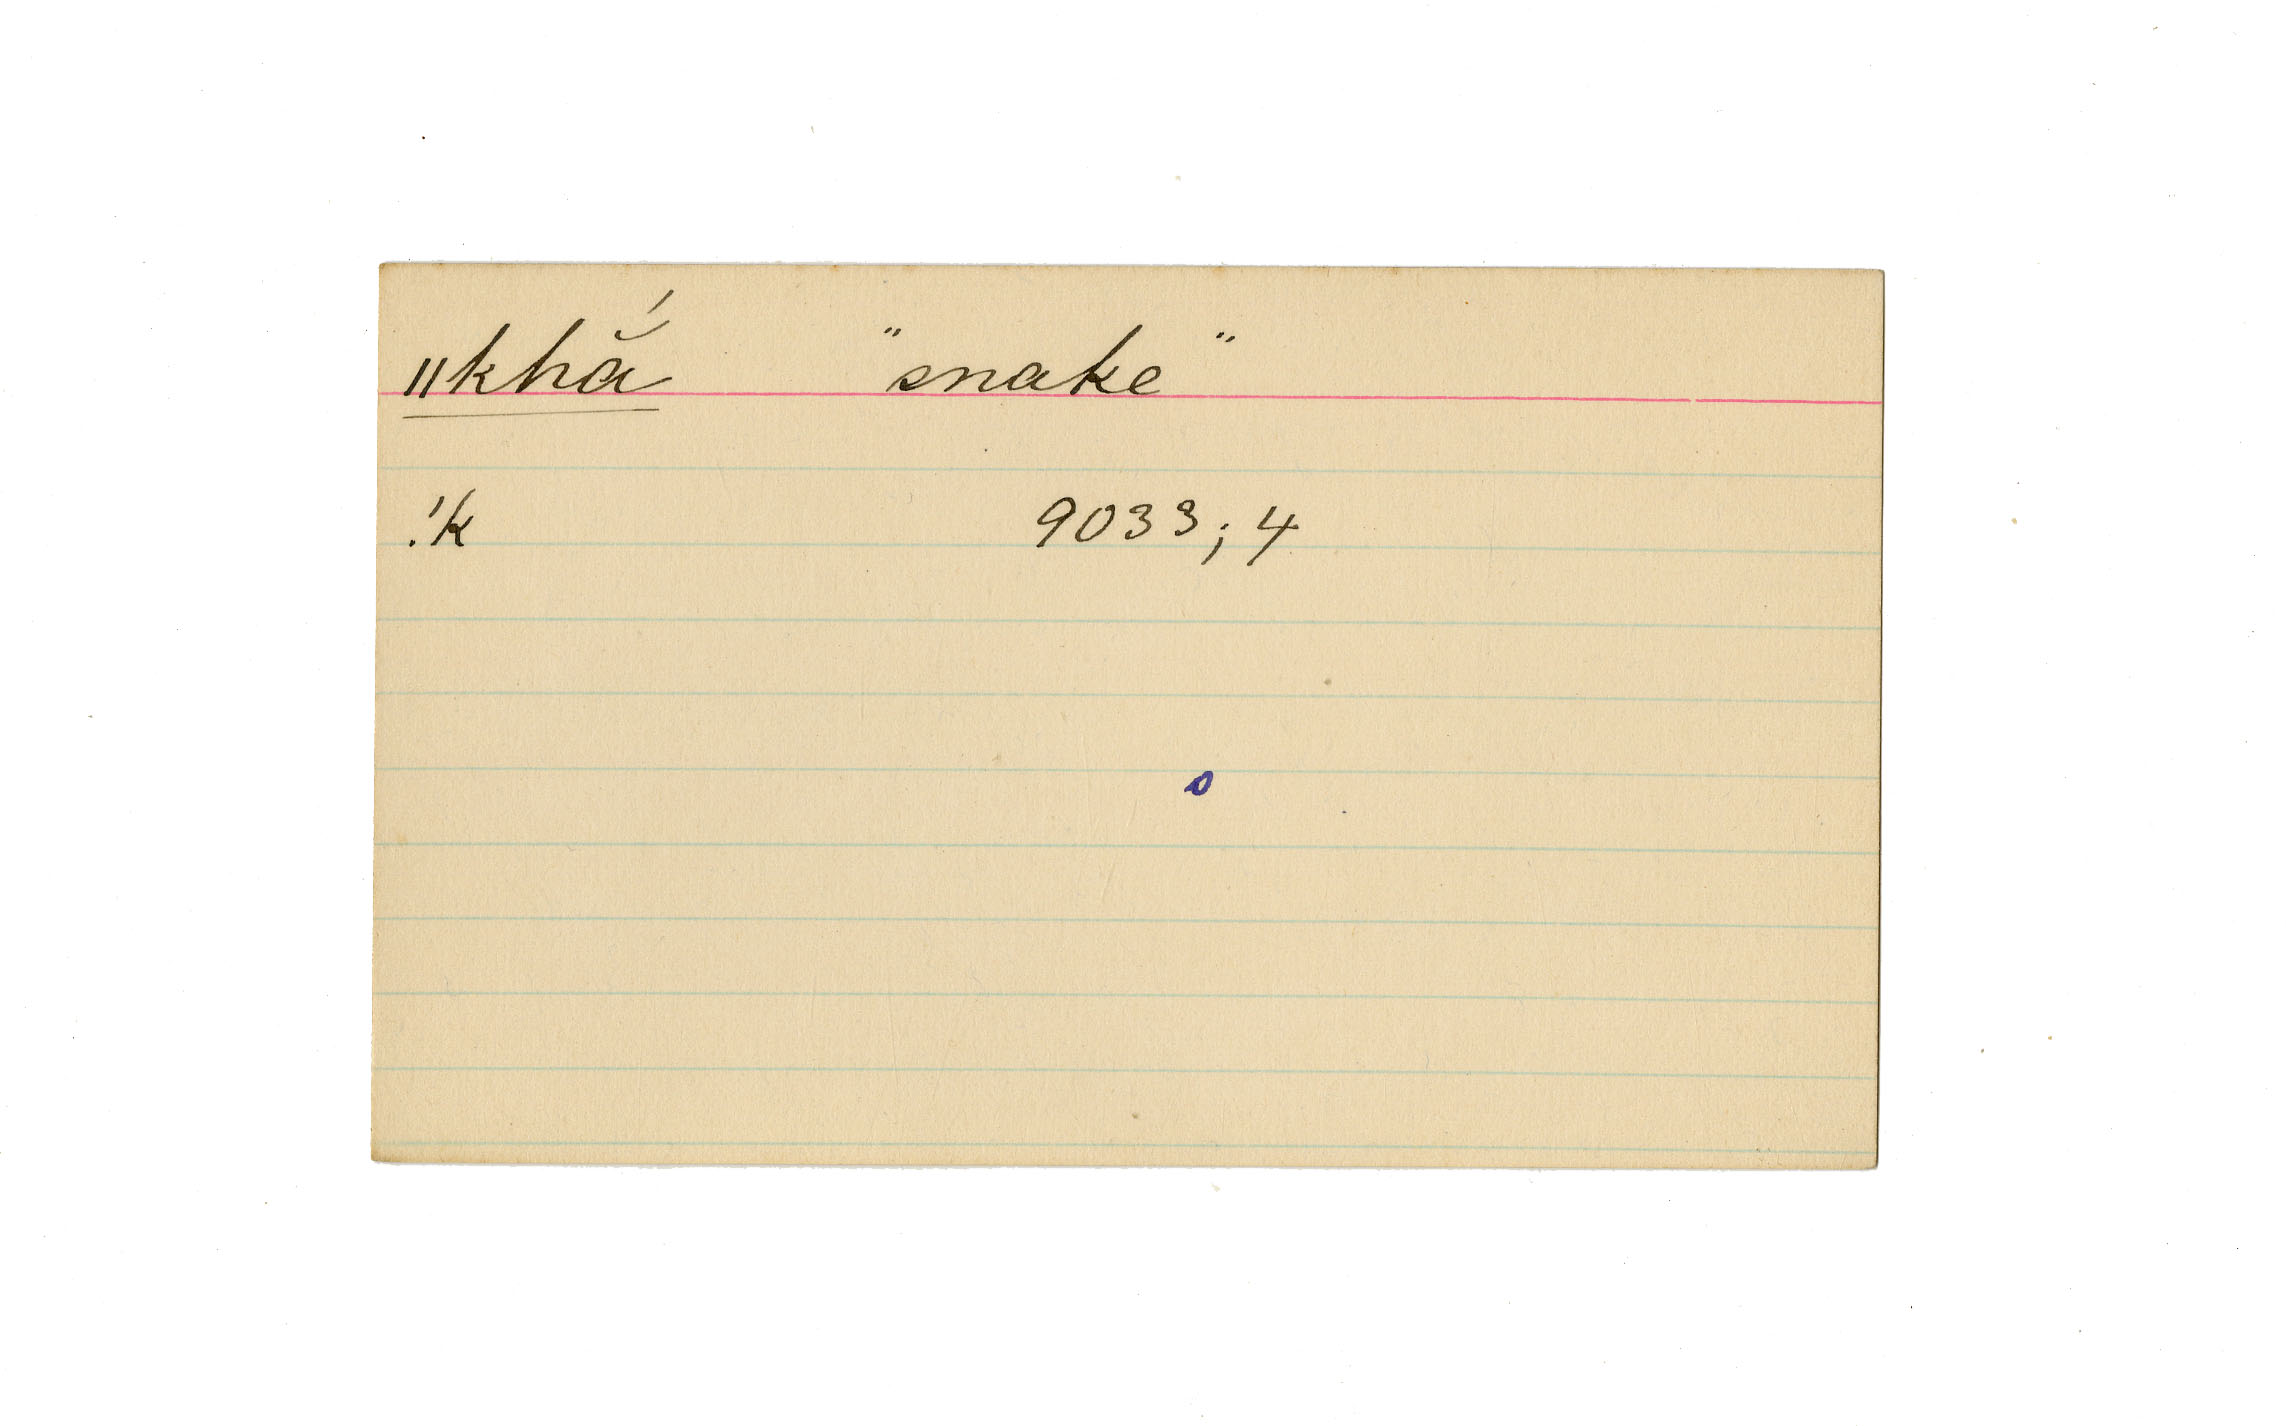 ǁkhắ "snake"
!k 9033; 4
o